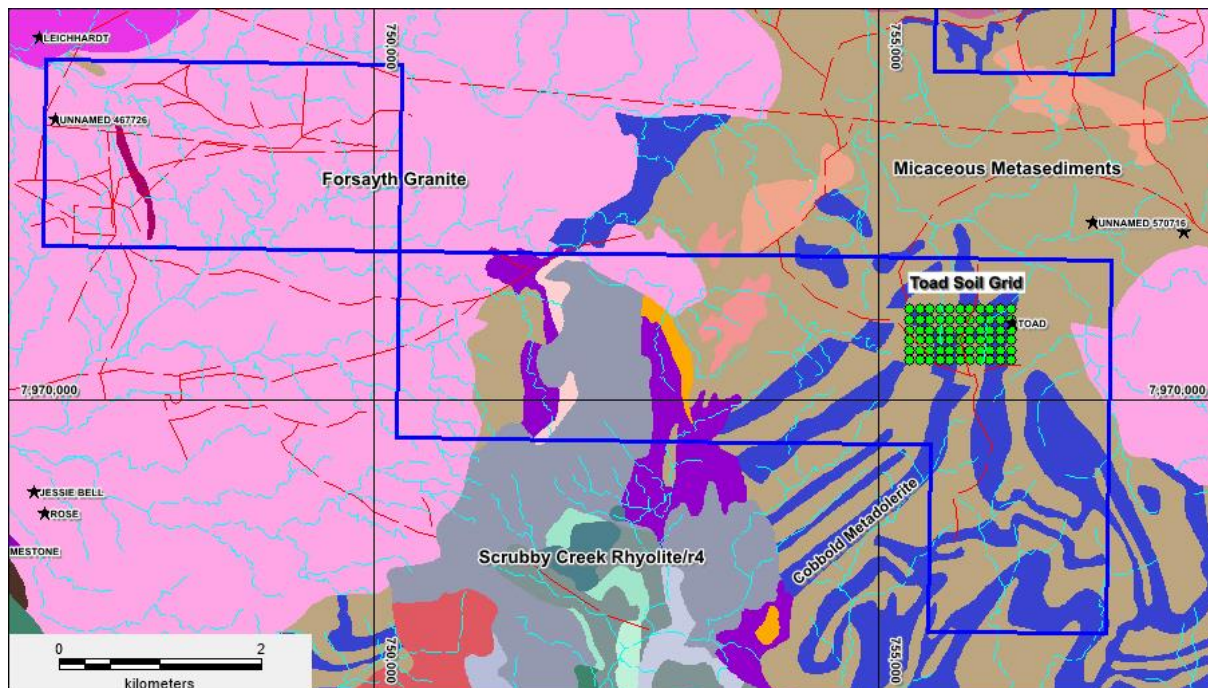 LEICHHARDT
750,000
755,000
UNNAMED 467726
Forsayth Granite
Micaceous Metasediments
UNNAMED 570716
Toad Soil Grid
TOAD
7,970,000
7,970,000
JESSIE BELL
ROSE
MESTONE
Scrubby Creek Rhyolite/r4
Cobbold Metadolerite
0
2
kilometers
750,000
755,000